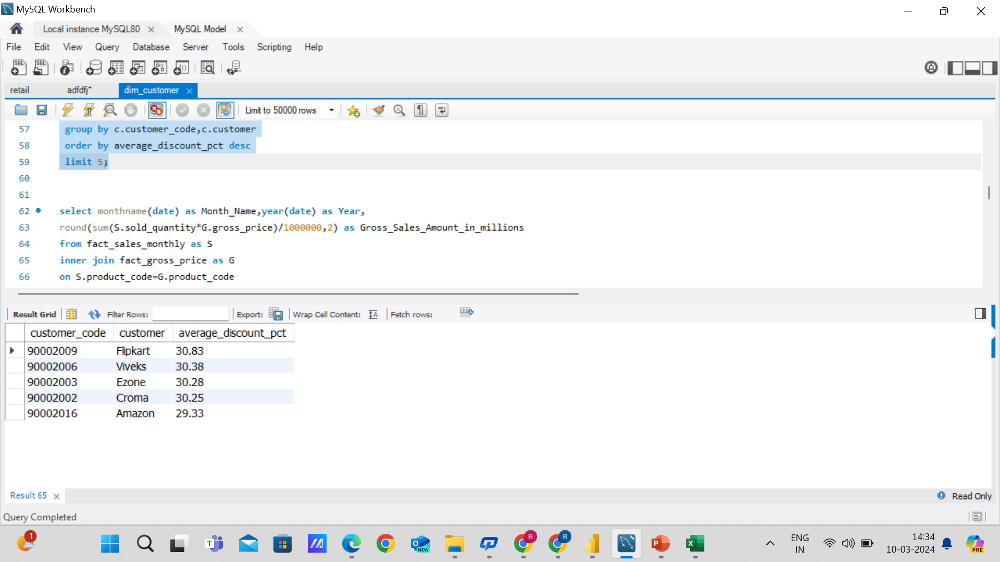 MySQL Workbench
Local instance MySQL80 MySQL Model
File Edit View Query Database Server Tools Scripting Help
retail adfdfj* dim_customer
Limit to 50000 rows
57 group by c.customer_code,c.customer
58 order by average_discount_pct desc
59 limit 5;
60
61
62 select monthname(date) as Month_Name,year(date) as Year,
63 round(sum(S.sold_quantity*G.gross_price)/1000000,2) as Gross_Sales_Amount_in_millions
64 from fact_sales_monthly as S
65 inner join fact_gross_price as G
66 on S.product_code=G.product_code
Result Grid Filter Rows: Export: Wrap Cell Content: Fetch rows:
customer_code customer average_discount_pct
90002009 Flipkart 30.83
90002006 Viveks 30.38
90002003 Ezone 30.28
90002002 Croma 30.25
90002016 Amazon 29.33
Result 65 Read Only
Query Completed
1
ENG
IN
14:34
10-03-2024
NEW
R
R
PRE